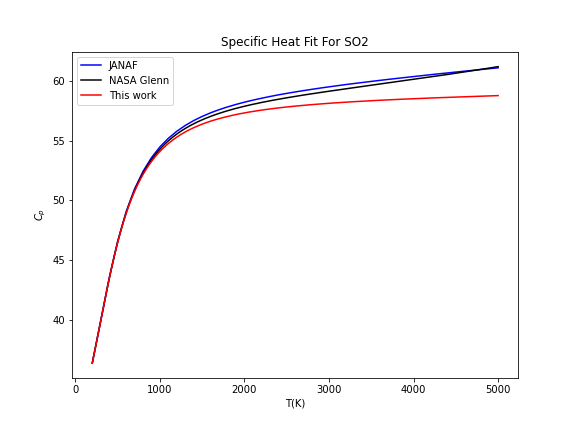 Specific Heat Fit For SO2
JANAF
NASA Glenn
This work
60
55
50
45
40
Cp
0 1000 2000 3000 4000 5000
T(K)